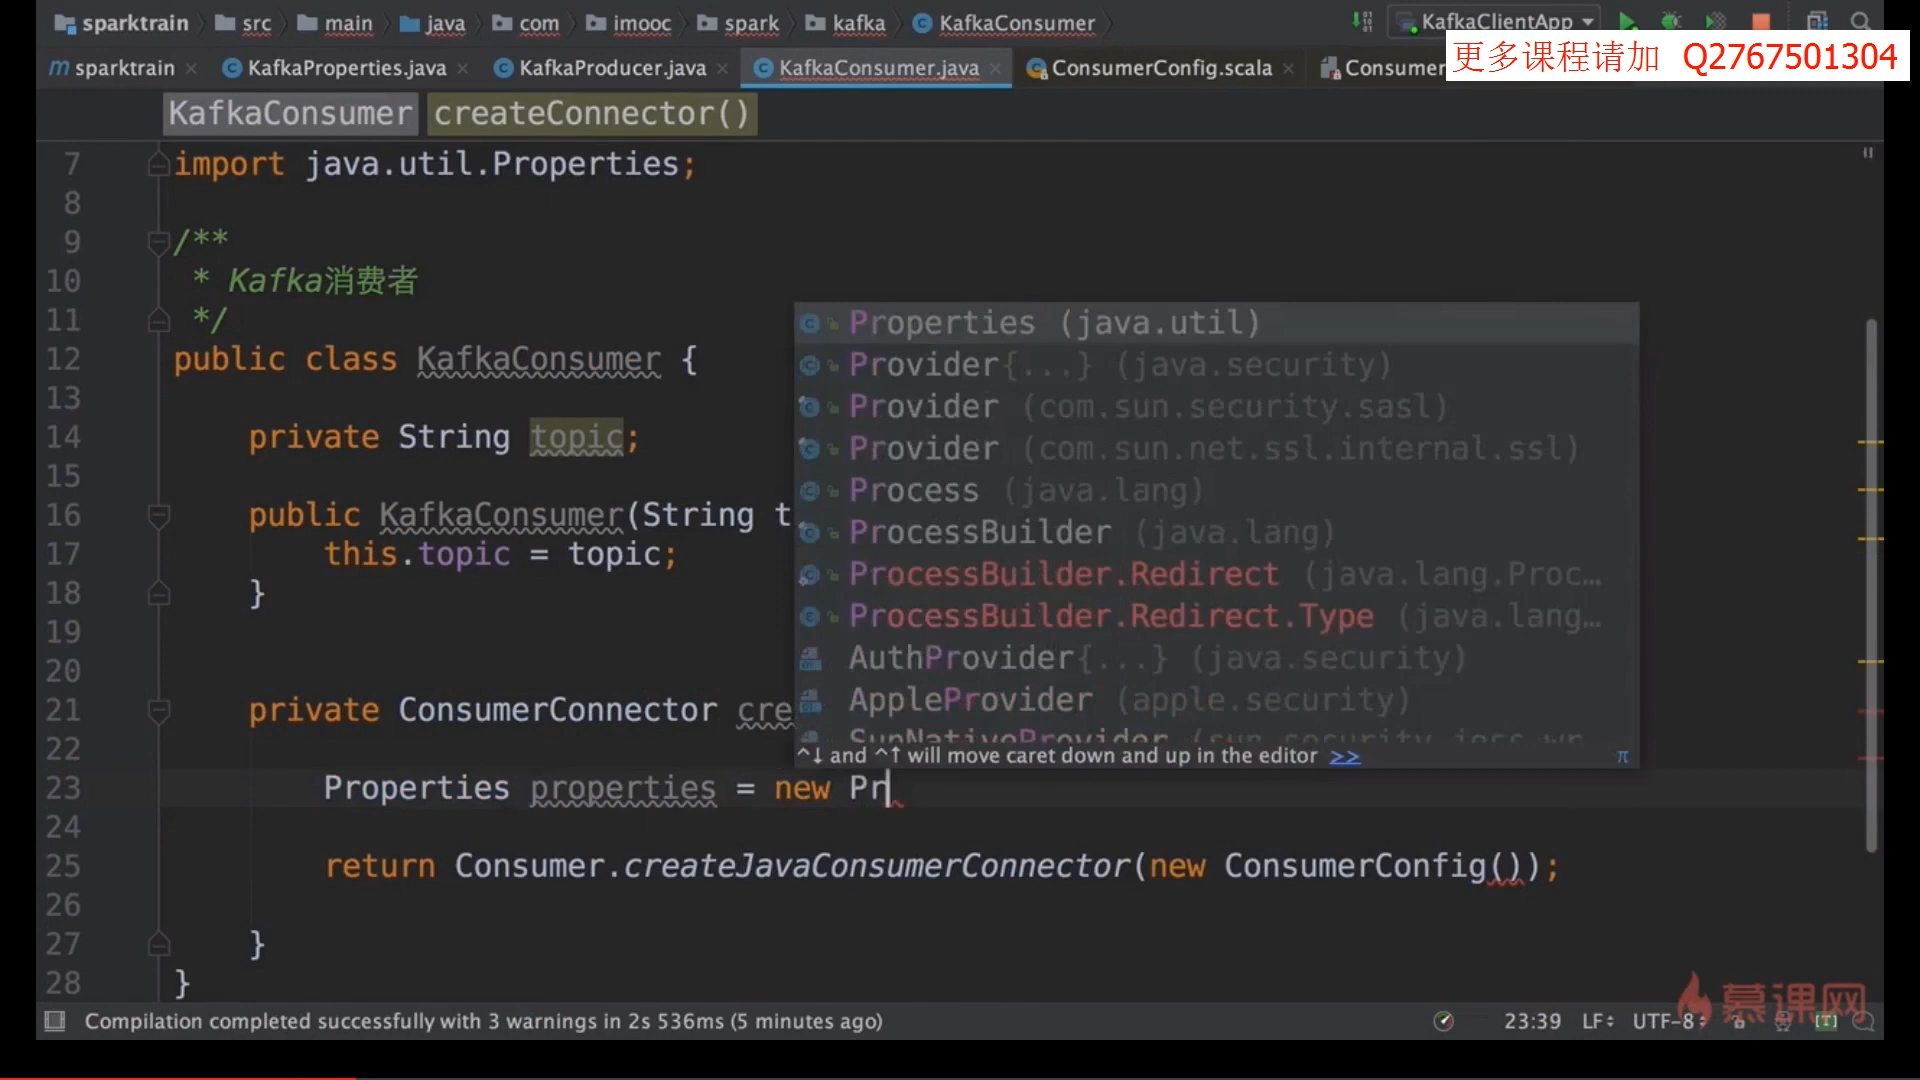 sparktrain src main java com imooc spark kafka KafkaConsumer KafkaClientApp
更多课程请加 Q2767501304
sparktrain KafkaProperties.java KafkaProducer.java KafkaConsumer.java ConsumerConfig.scala Consumer
KafkaConsumer createConnector()
7 import java.util.Properties;
8
9 /**
10 * Kafka消费者
11 */
12 public class KafkaConsumer {
13
14 private String topic;
15
16 public KafkaConsumer(String t
17 this.topic = topic;
18 }
19
20
21 private ConsumerConnector cre
22
23 Properties properties = new Pr
24
25 return Consumer.createJavaConsumerConnector(new ConsumerConfig());
26
27 }
28 }
Properties (java.util)
Provider{...} (java.security)
Provider (com.sun.security.sasl)
Provider (com.sun.net.ssl.internal.ssl)
Process (java.lang)
ProcessBuilder (java.lang)
ProcessBuilder.Redirect (java.lang.Proc…
ProcessBuilder.Redirect.Type (java.lang…
AuthProvider{...} (java.security)
AppleProvider (apple.security)
^↓ and ^↑ will move caret down and up in the editor >> π
慕课网
Compilation completed successfully with 3 warnings in 2s 536ms (5 minutes ago) 23:39 LF UTF-8 [T]